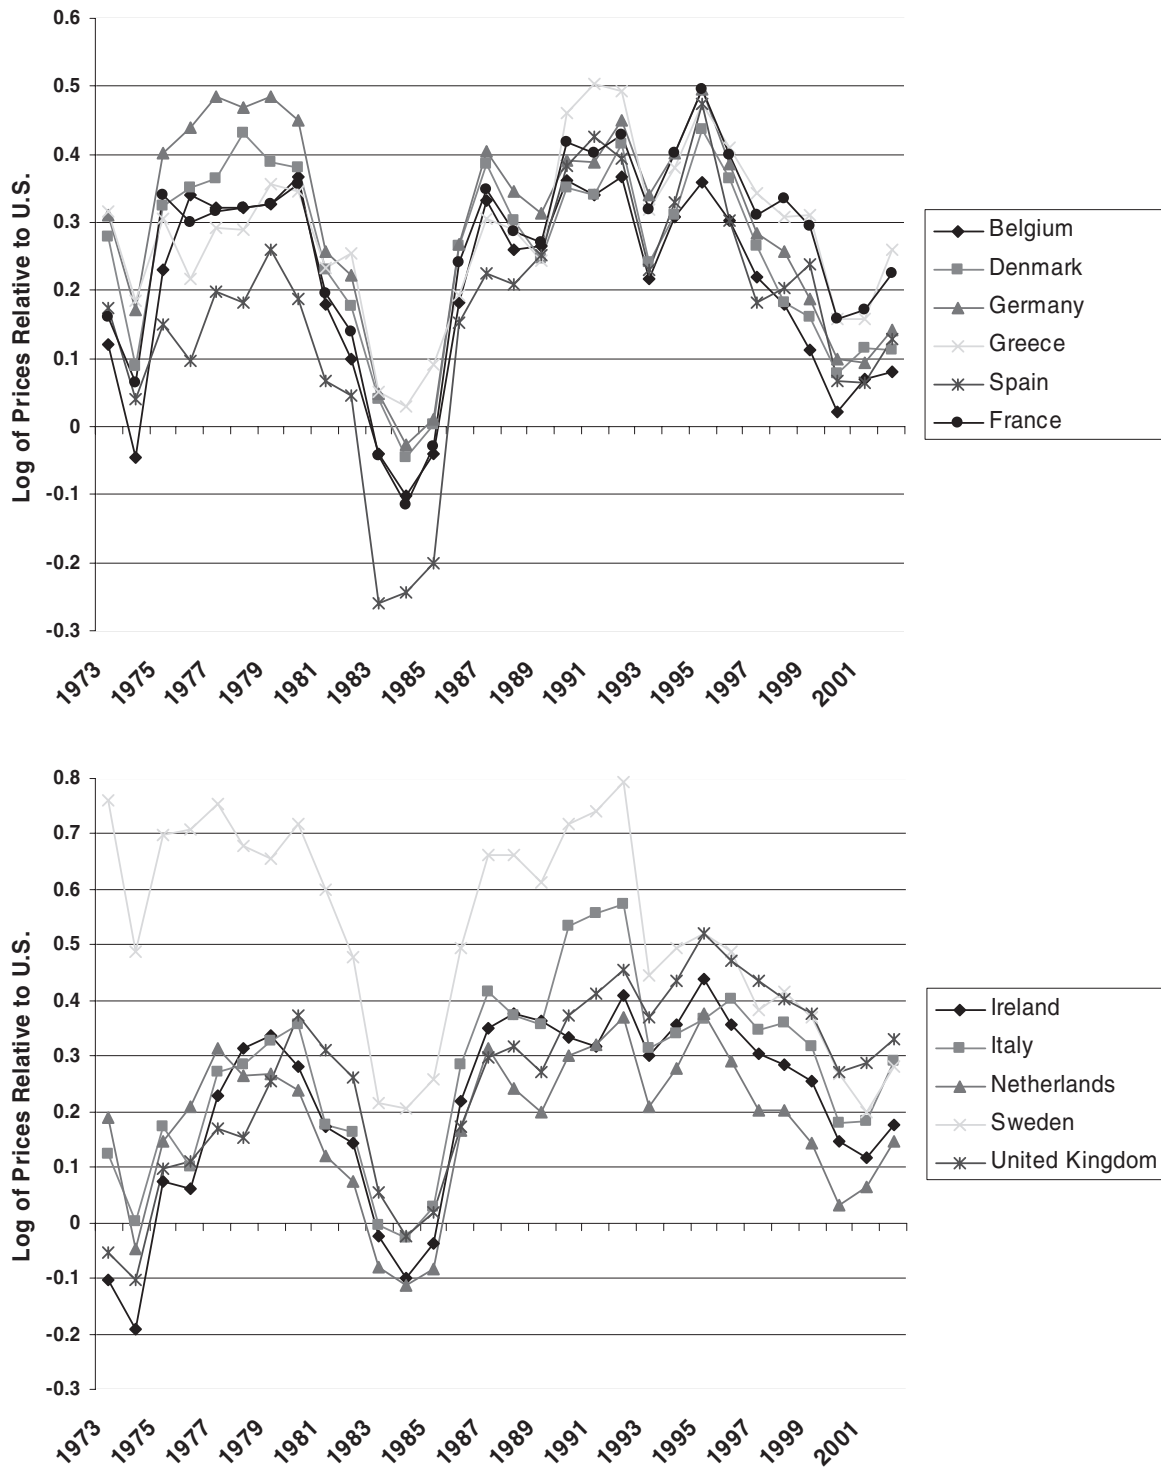 0.6
0.5
0.4
0.3
0.2
0.1
0
-0.1
-0.2
-0.3
Log of Prices Relative to U.S.
1973 1975 1977 1979 1981 1983 1985 1987 1989 1991 1993 1995 1997 1999 2001
Belgium
Denmark
Germany
Greece
Spain
France
0.8
0.7
0.6
0.5
0.4
0.3
0.2
0.1
0
-0.1
-0.2
-0.3
Log of Prices Relative to U.S.
1973 1975 1977 1979 1981 1983 1985 1987 1989 1991 1993 1995 1997 1999 2001
Ireland
Italy
Netherlands
Sweden
United Kingdom